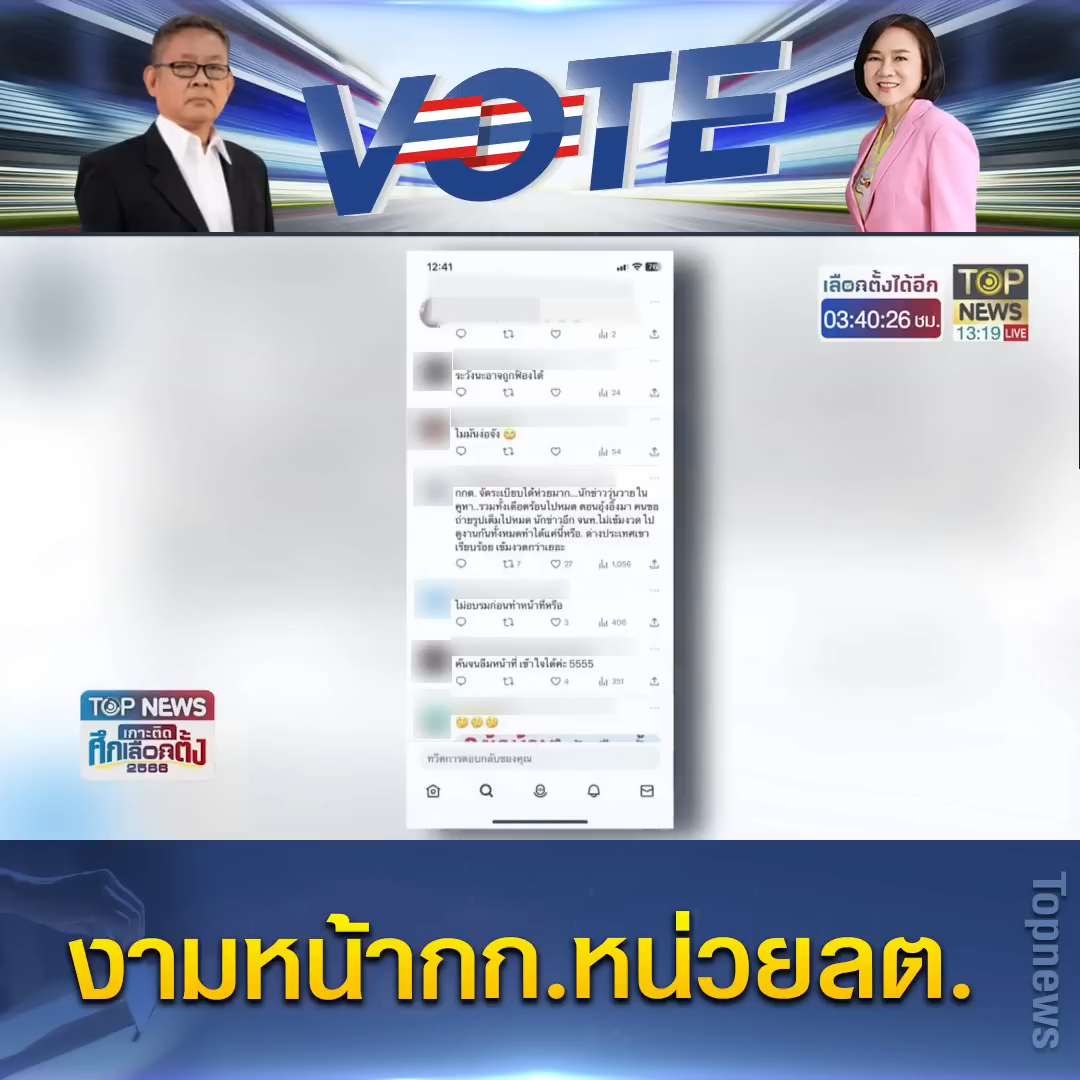 VOTE
12:41
76
เลือกตั้งได้อีก
03:40:26 ชม.
TOP
NEWS
13:19 LIVE
2
ระวังนะอาจถูกฟ้องได้
24
ไมมันง่อจัง
54
กกต. จัดระเบียบได้ห่วยมาก...นักข่าววุ่นวายใน
คูหา..รวมทั้งเดือดร้อนไปหมด ตอนอุ้งอิ้งมา คนขอ
ถ่ายรูปเต็มไปหมด นักข่าวอีก จนท.ไม่เข้มงวด ไป
ดูงานกันทั้งหมดทำได้แค่นี้หรือ. ต่างประเทศเขา
เรียบร้อย เข้มงวดกว่าเยอะ
7 27 1,056
ไม่อบรมก่อนทำหน้าที่หรือ
3 406
คันจนลืมหน้าที่ เข้าใจได้ค่ะ 5555
4 351
ทวีตการตอบกลับของคุณ
TOP NEWS
เกาะติด
ศึกเลือกตั้ง
2566
งามหน้ากก.หน่วยลต.
Topnews